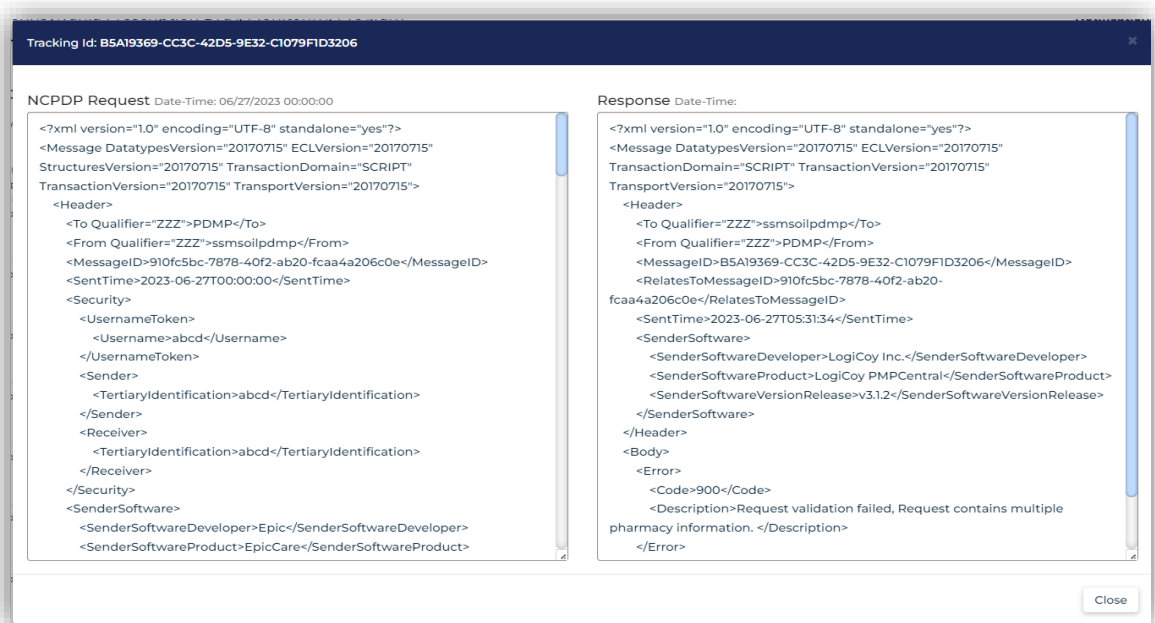 Tracking Id: B5A19369-CC3C-42D5-9E32-C1079F1D3206
×
NCPDP Request Date-Time: 06/27/2023 00:00:00
<?xml version="1.0" encoding="UTF-8" standalone="yes"?>
<Message DatatypesVersion="20170715" ECLVersion="20170715"
StructuresVersion="20170715" TransactionDomain="SCRIPT"
TransactionVersion="20170715" TransportVersion="20170715">
<Header>
<To Qualifier="ZZZ">PDMP</To>
<From Qualifier="ZZZ">ssmsoilpdmp</From>
<MessageID>910fc5bc-7878-40f2-ab20-fcaa4a206c0e</MessageID>
<SentTime>2023-06-27T00:00:00</SentTime>
<Security>
<UsernameToken>
<Username>abcd</Username>
</UsernameToken>
<Sender>
<TertiaryIdentification>abcd</TertiaryIdentification>
</Sender>
<Receiver>
<TertiaryIdentification>abcd</TertiaryIdentification>
</Receiver>
</Security>
<SenderSoftware>
<SenderSoftwareDeveloper>Epic</SenderSoftwareDeveloper>
<SenderSoftwareProduct>EpicCare</SenderSoftwareProduct>
Response Date-Time:
<?xml version="1.0" encoding="UTF-8" standalone="yes"?>
<Message DatatypesVersion="20170715" ECLVersion="20170715"
TransactionDomain="SCRIPT" TransactionVersion="20170715"
TransportVersion="20170715">
<Header>
<To Qualifier="ZZZ">ssmsoilpdmp</To>
<From Qualifier="ZZZ">PDMP</From>
<MessageID>B5A19369-CC3C-42D5-9E32-C1079F1D3206</MessageID>
<RelatesToMessageID>910fc5bc-7878-40f2-ab20-
fcaa4a206c0e</RelatesToMessageID>
<SentTime>2023-06-27T05:31:34</SentTime>
<SenderSoftware>
<SenderSoftwareDeveloper>LogiCoy Inc.</SenderSoftwareDeveloper>
<SenderSoftwareProduct>LogiCoy PMPCentral</SenderSoftwareProduct>
<SenderSoftwareVersionRelease>v3.1.2</SenderSoftwareVersionRelease>
</SenderSoftware>
</Header>
<Body>
<Error>
<Code>900</Code>
<Description>Request validation failed, Request contains multiple
pharmacy information. </Description>
</Error>
Close